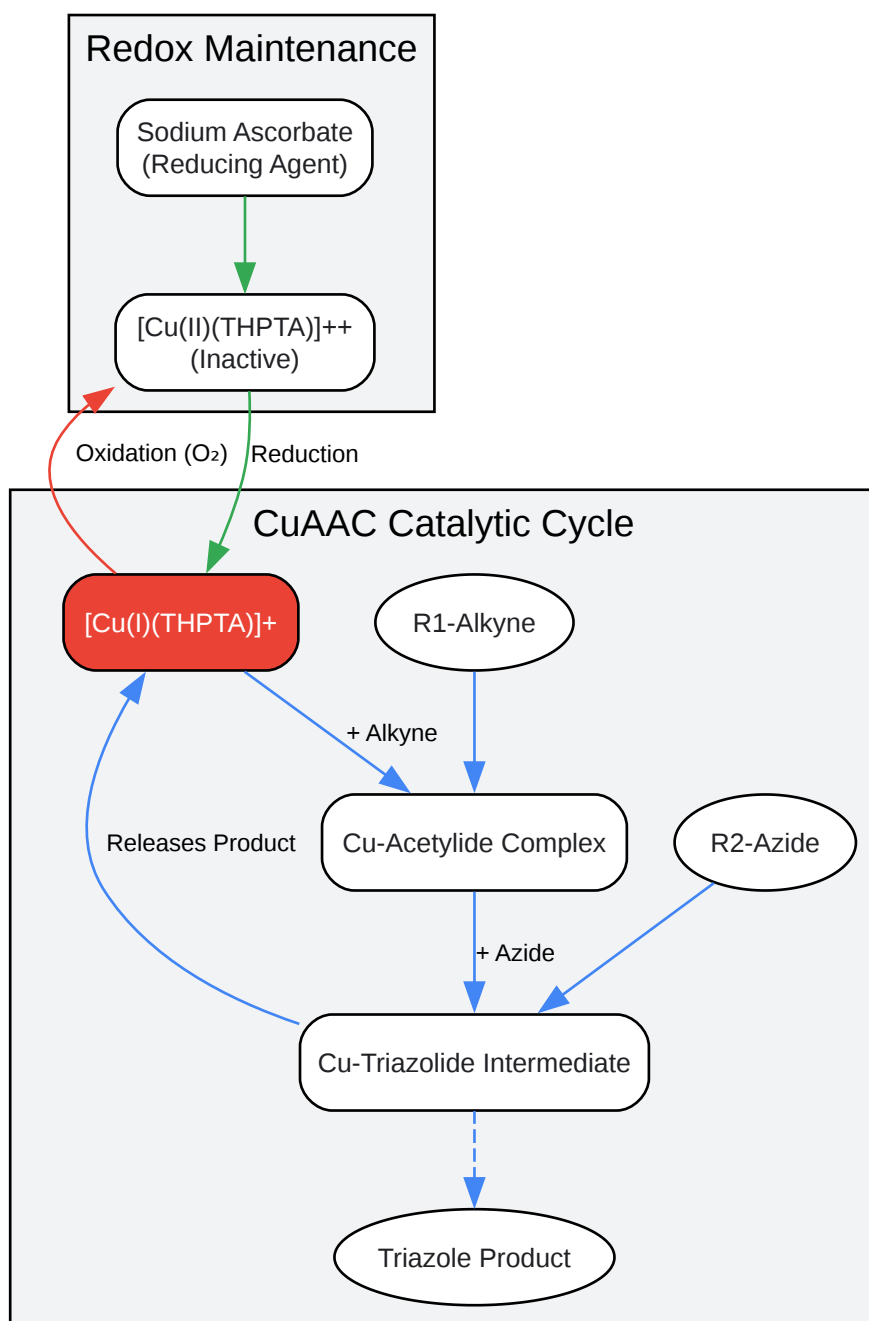 Redox Maintenance
Sodium Ascorbate
(Reducing Agent)
[Cu(II)(THPTA)]++
(Inactive)
Oxidation (O₂)
Reduction
CuAAC Catalytic Cycle
[Cu(I)(THPTA)]+
R1-Alkyne
+ Alkyne
Releases Product
Cu-Acetylide Complex
R2-Azide
+ Azide
Cu-Triazolide Intermediate
Triazole Product